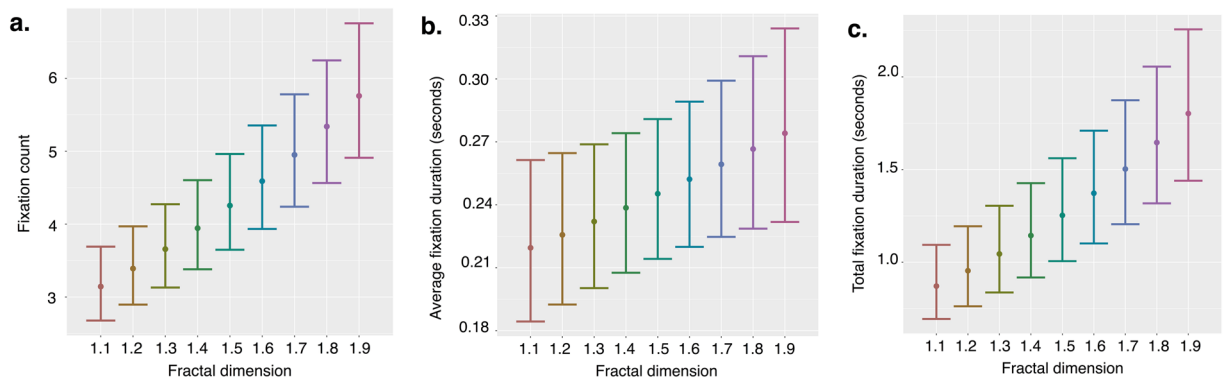 a.
Fixation count
6
5
4
3
1.1 1.2 1.3 1.4 1.5 1.6 1.7 1.8 1.9
Fractal dimension
b.
Average fixation duration (seconds)
0.33
0.30
0.27
0.24
0.21
0.18
1.1 1.2 1.3 1.4 1.5 1.6 1.7 1.8 1.9
Fractal dimension
c.
Total fixation duration (seconds)
2.0
1.5
1.0
1.1 1.2 1.3 1.4 1.5 1.6 1.7 1.8 1.9
Fractal dimension